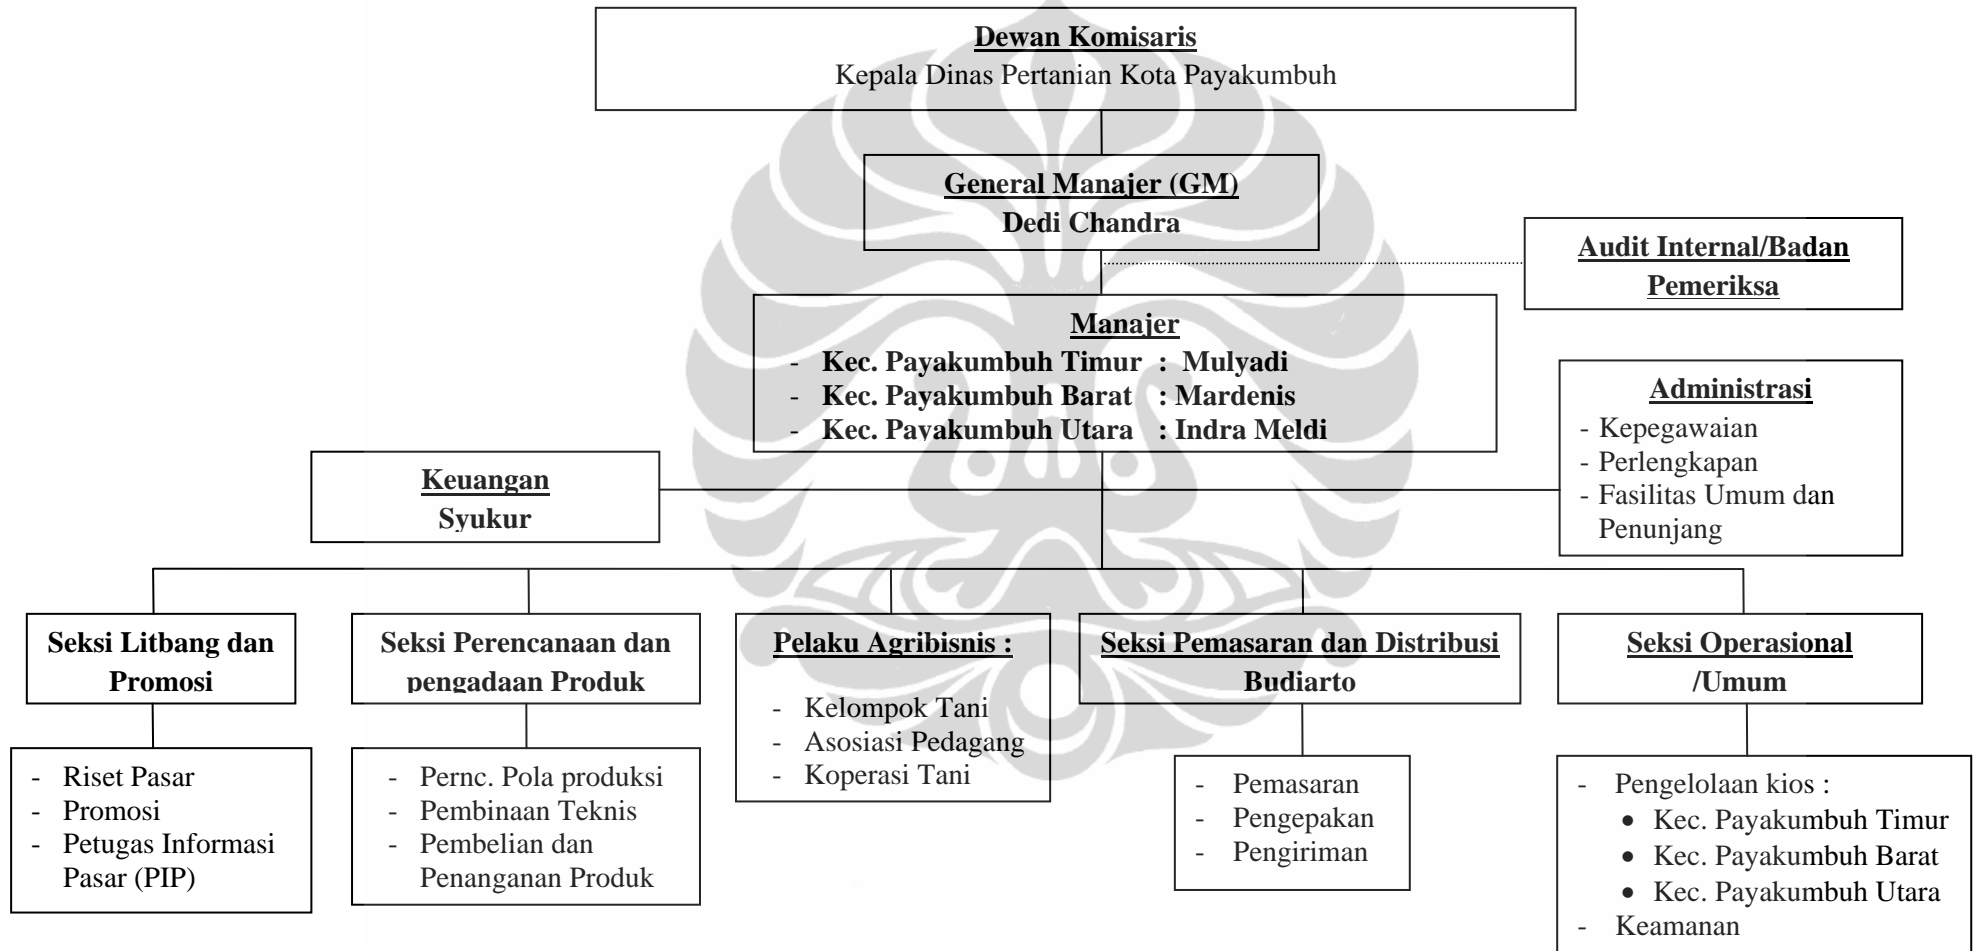 Dewan Komisaris
Kepala Dinas Pertanian Kota Payakumbuh
General Manajer (GM)
Dedi Chandra
Audit Internal/Badan
Pemeriksa
Manajer
- Kec. Payakumbuh Timur : Mulyadi
- Kec. Payakumbuh Barat : Mardenis
- Kec. Payakumbuh Utara : Indra Meldi
Administrasi
- Kepegawaian
- Perlengkapan
- Fasilitas Umum dan
Penunjang
Keuangan
Syukur
Seksi Litbang dan
Promosi
- Riset Pasar
- Promosi
- Petugas Informasi
Pasar (PIP)
Seksi Perencanaan dan
pengadaan Produk
- Pernc. Pola produksi
- Pembinaan Teknis
- Pembelian dan
Penanganan Produk
Pelaku Agribisnis :
- Kelompok Tani
- Asosiasi Pedagang
- Koperasi Tani
Seksi Pemasaran dan Distribusi
Budiarto
- Pemasaran
- Pengepakan
- Pengiriman
Seksi Operasional
/Umum
- Pengelolaan kios :
• Kec. Payakumbuh Timur
• Kec. Payakumbuh Barat
• Kec. Payakumbuh Utara
- Keamanan